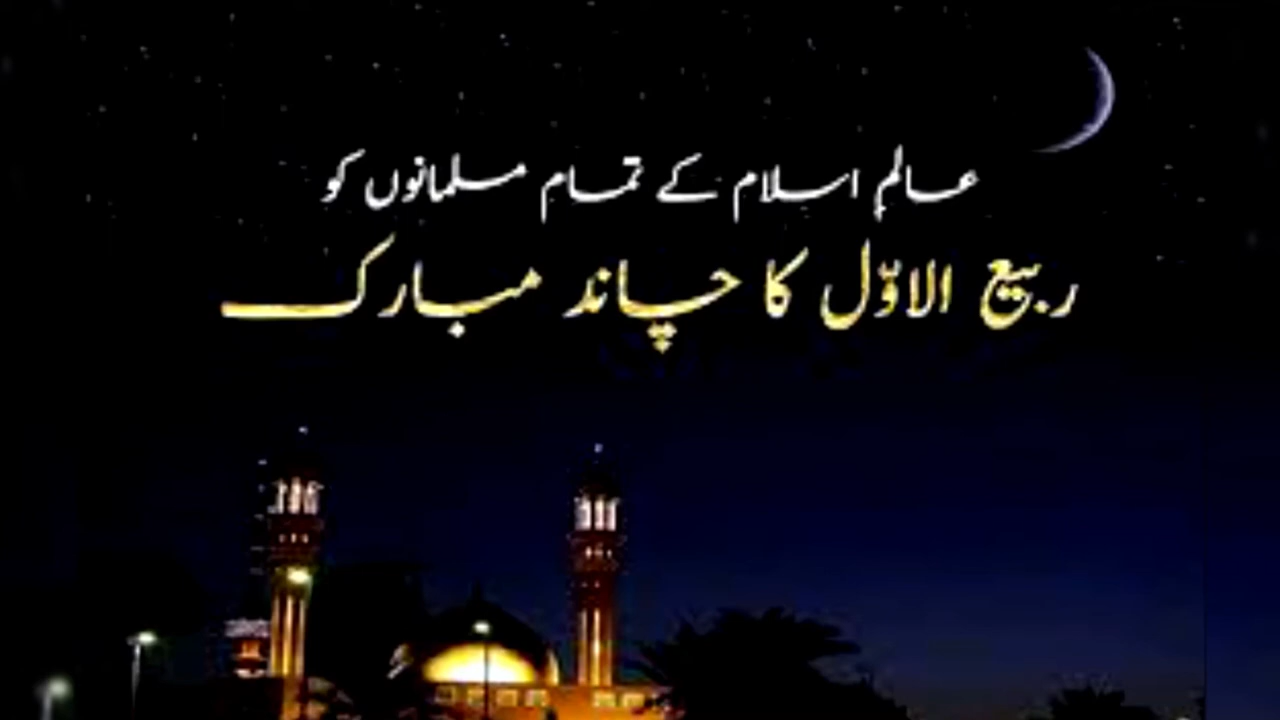 عالمِ اسلام کے تمام مسلمانوں کو
ربیع الاوّل کا چاند مبارک